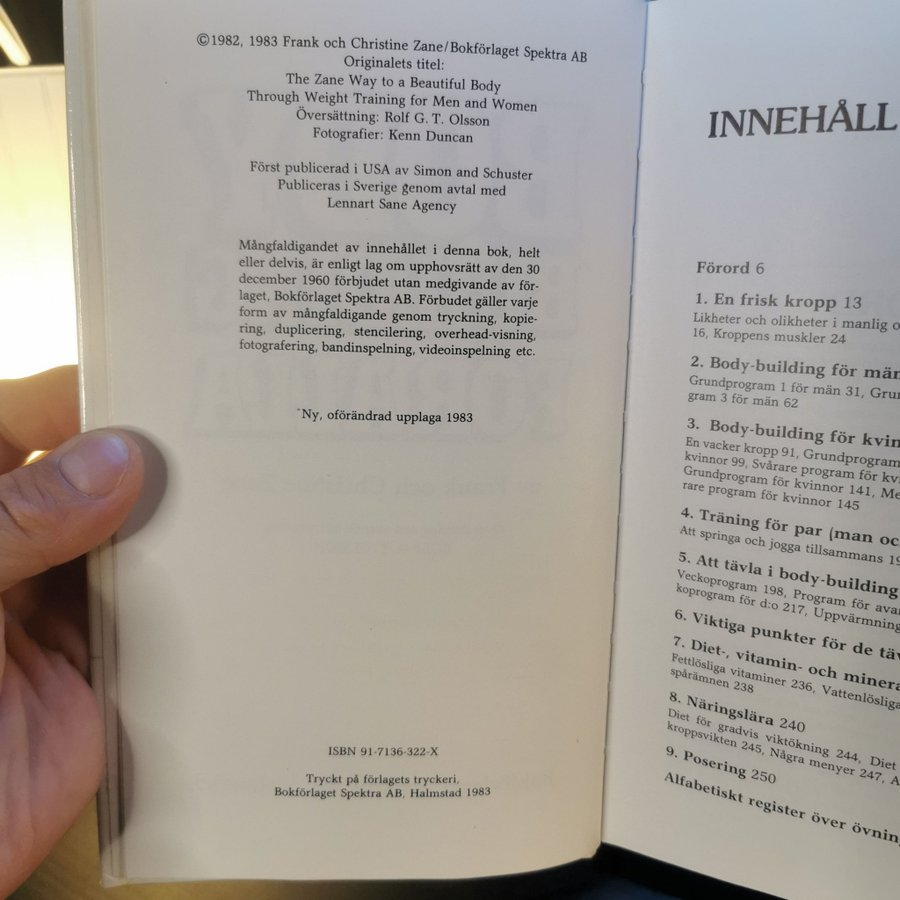 ©1982, 1983 Frank och Christine Zane/Bokförlaget Spektra AB
Originalets titel:
The Zane Way to a Beautiful Body
Through Weight Training for Men and Women
Översättning: Rolf G. T. Olsson
Fotografier: Kenn Duncan
Först publicerad i USA av Simon and Schuster
Publiceras i Sverige genom avtal med
Lennart Sane Agency
Mångfaldigandet av innehållet i denna bok, helt
eller delvis, är enligt lag om upphovsrätt av den 30
december 1960 förbjudet utan medgivande av för-
laget, Bokförlaget Spektra AB. Förbudet gäller varje
form av mångfaldigande genom tryckning, kopie-
ring, duplicering, stencilering, overhead-visning,
fotografering, bandinspelning, videoinspelning etc.
Ny, oförändrad upplaga 1983
ISBN 91-7136-322-X
Tryckt på förlagets tryckeri,
Bokförlaget Spektra AB, Halmstad 1983
INNEHÅLL
Förord 6
1. En frisk kropp 13
Likheter och olikheter i manlig o
16, Kroppens muskler 24
2. Body-building för män
Grundprogram 1 för män 31, Gru
gram 3 för män 62
3. Body-building för kvin
En vacker kropp 91, Grundprogram
kvinnor 99, Svårare program för kv
Grundprogram för kvinnor 141, Me
rare program för kvinnor 145
4. Träning för par (man oc
Att springa och jogga tillsammans 19
5. Att tävla i body-building
Veckoprogram 198, Program för avan
koprogram för d:o 217, Uppvärmning
6. Viktiga punkter för de täv
7. Diet-, vitamin- och minera
Fettlösliga vitaminer 236, Vattenlösliga
spårämnen 238
8. Näringslära 240
Diet för gradvis viktökning 244, Diet
kroppsvikten 245, Några menyer 247, A
9. Posering 250
Alfabetiskt register över övning